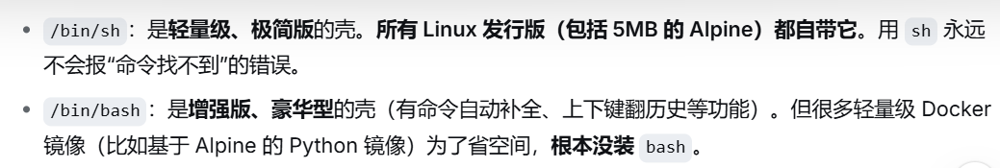 • /bin/sh：是轻量级、极简版的壳。所有 Linux 发行版（包括 5MB 的 Alpine）都自带它。用 sh 永远
不会报“命令找不到”的错误。
• /bin/bash：是增强版、豪华型的壳（有命令自动补全、上下键翻历史等功能）。但很多轻量级 Docker
镜像（比如基于 Alpine 的 Python 镜像）为了省空间，根本没装 bash。